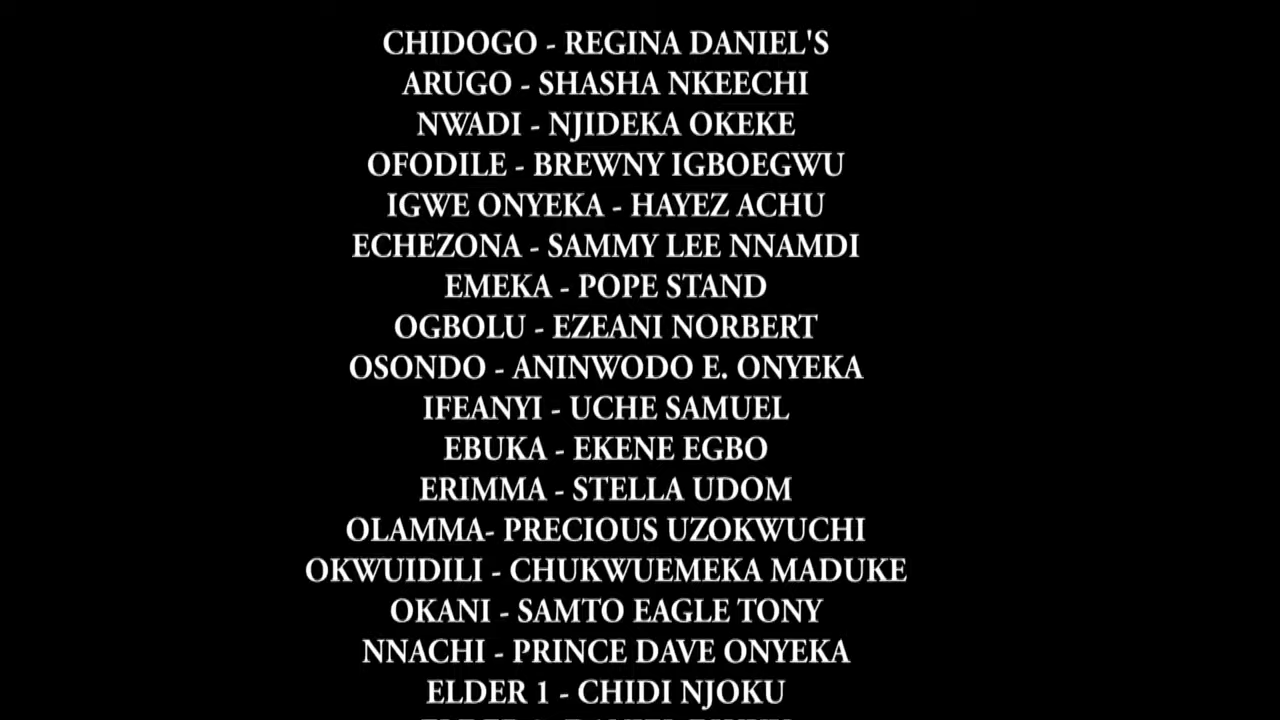 CHIDOGO - REGINA DANIEL'S
ARUGO - SHASHA NKEECHI
NWADI - NJIDEKA OKEKE
OFODILE - BREWNY IGBOEGWU
IGWE ONYEKA - HAYEZ ACHU
ECHEZONA - SAMMY LEE NNAMDI
EMEKA - POPE STAND
OGBOLU - EZEANI NORBERT
OSONDO - ANINWODO E. ONYEKA
IFEANYI - UCHE SAMUEL
EBUKA - EKENE EGBO
ERIMMA - STELLA UDOM
OLAMMA- PRECIOUS UZOKWUCHI
OKWUIDILI - CHUKWUEMEKA MADUKE
OKANI - SAMTO EAGLE TONY
NNACHI - PRINCE DAVE ONYEKA
ELDER 1 - CHIDI NJOKU